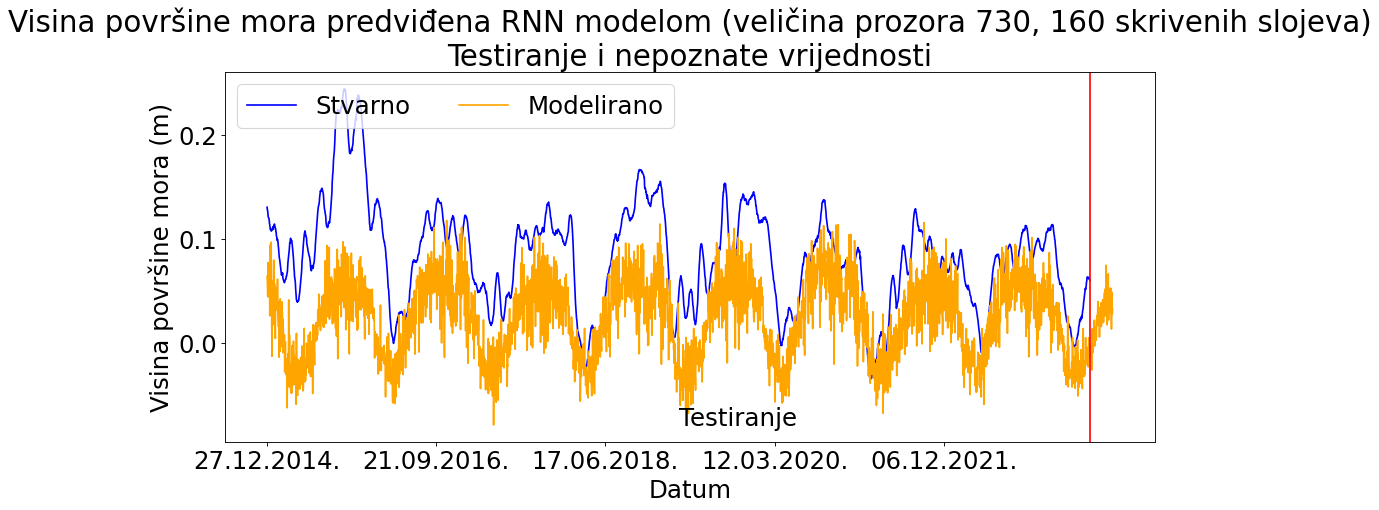 Visina površine mora predviđena RNN modelom (veličina prozora 730, 160 skrivenih slojeva)
Testiranje i nepoznate vrijednosti
Stvarno
Modelirano
Visina površine mora (m)
0.2
0.1
0.0
Testiranje
27.12.2014.
21.09.2016.
17.06.2018.
12.03.2020.
06.12.2021.
Datum